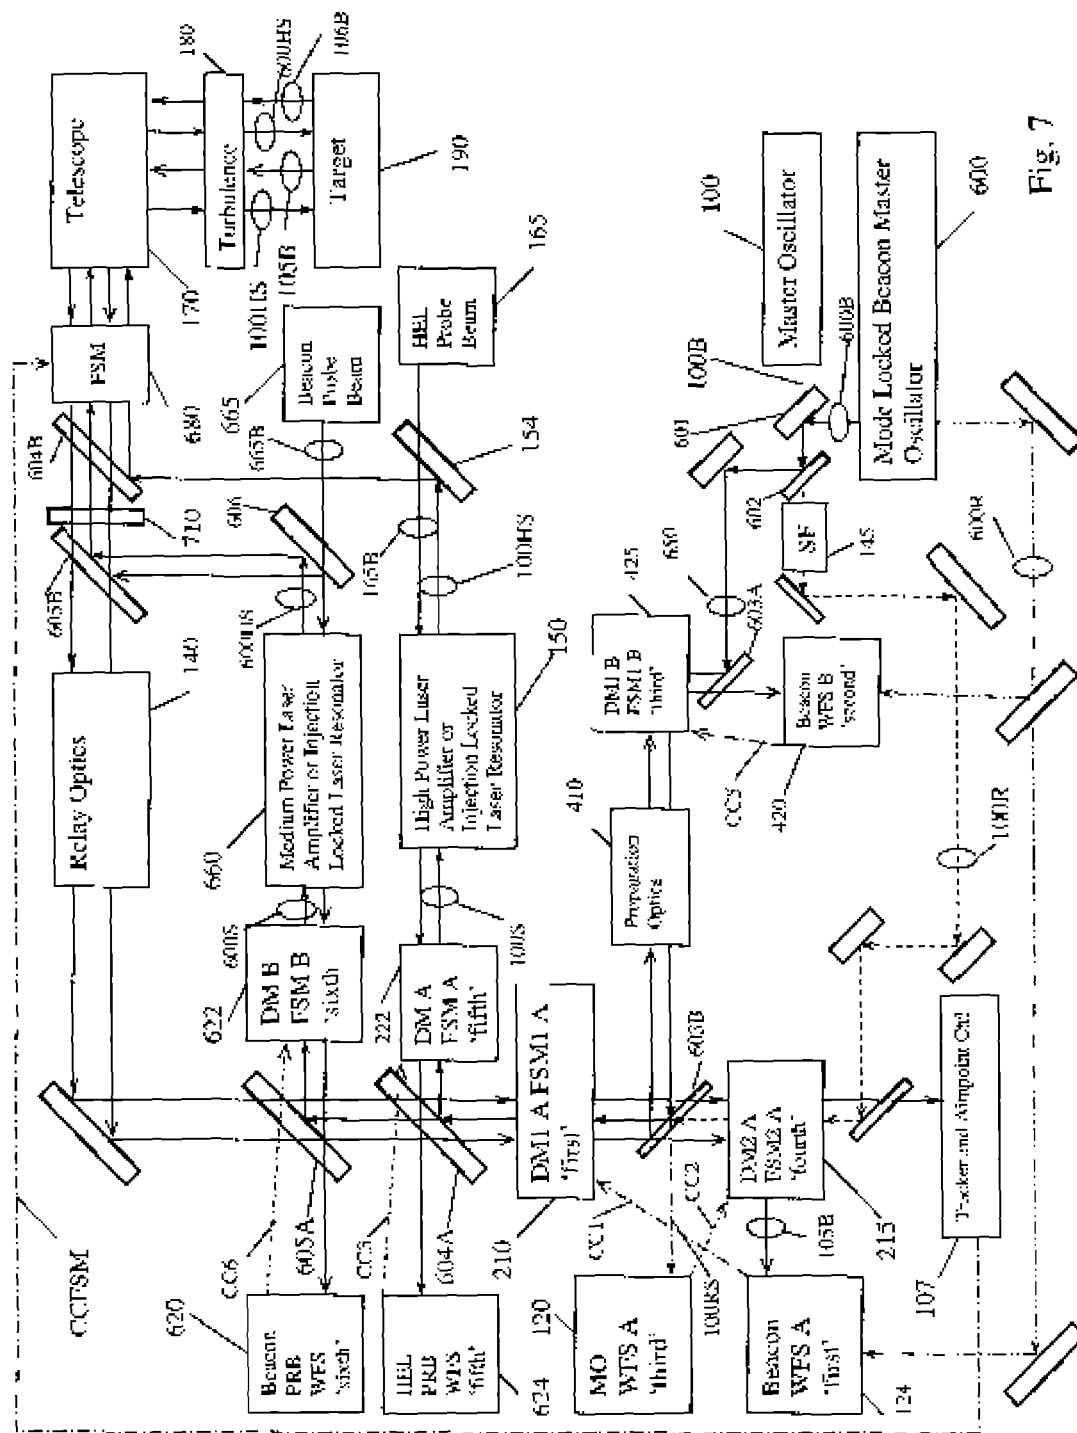 CCFSM
Relay Optics
140
605B
710
604B
FSM
680
170
Telescope
180
Turbulence
600HS
106B
100HS
105B
Target
190
620
Beacon
PRB
WFS
'sixth'
CC6
605A
622
DM B
FSM B
'sixth'
600S
660
Medium Power Laser
Amplifier or Injection
Locked Laser Resonator
600HS
606
665B
665
Beacon
Probe
Beam
HEL
PRB
WFS
'fifth'
624
CC5
604A
222
DM A
FSM A
'fifth'
100S
High Power Laser
Amplifier or
Injection Locked
Laser Resonator
150
165B
100HS
154
HEL
Probe
Beam
165
210
DM1 A FSM1 A
'first'
120
MO
WFS A
'third'
CC1
CC2
100RS
603B
Beacon
WFS A
'first'
124
105B
DM2 A
FSM2 A
'fourth'
215
107
Tracker and Aimpoint Cntl
410
Preparation
Optics
425
DM1 B
FSM1 B
'third'
650
603A
CC3
420
Beacon
WFS B
'second'
SF
145
602
601
100B
600B
100R
600R
100
Master Oscillator
Mode Locked Beacon Master
Oscillator
600
Fig. 7